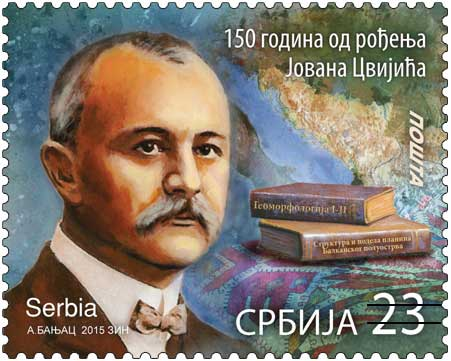 150 година од рођења
Јована Цвијића
ПОШТА
Геоморфологија I-II
Структура и подела планина
Балканског полуострва
Serbia
А.БАЊАЦ 2015 ЗИН
СРБИЈА 23